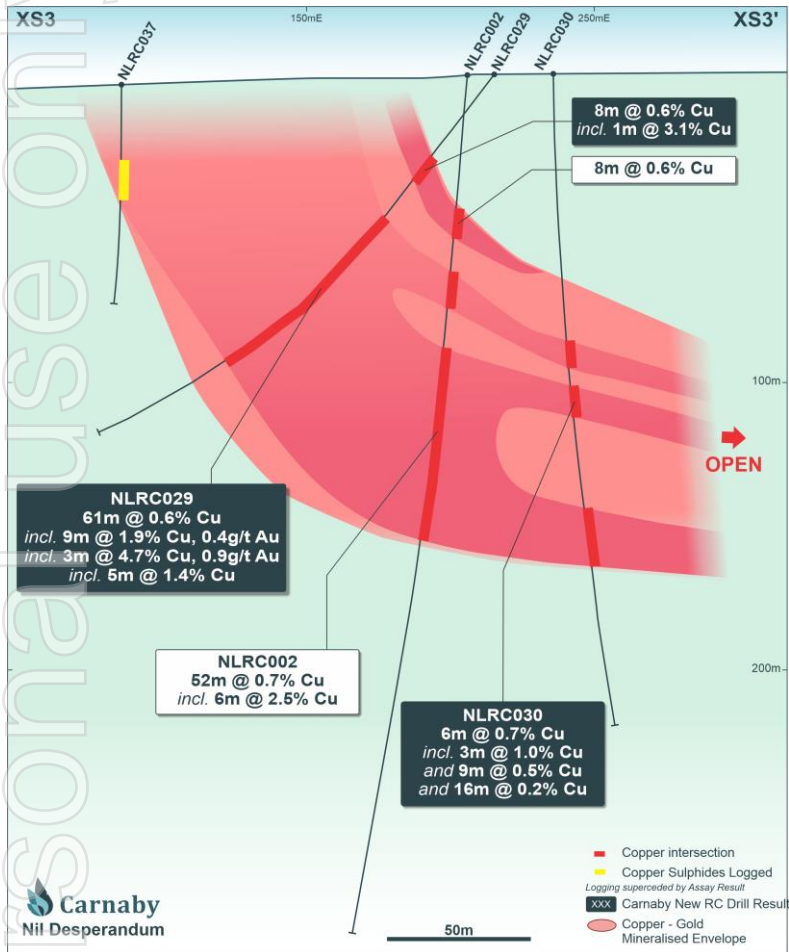 XS3
150mE
250mE
XS3'
NLRC037
NLRC002
NLRC029
NLRC030
8m @ 0.6% Cu
incl. 1m @ 3.1% Cu
8m @ 0.6% Cu
100m
OPEN
NLRC029
61m @ 0.6% Cu
incl. 9m @ 1.9% Cu, 0.4g/t Au
incl. 3m @ 4.7% Cu, 0.9g/t Au
incl. 5m @ 1.4% Cu
NLRC002
52m @ 0.7% Cu
incl. 6m @ 2.5% Cu
200m
NLRC030
6m @ 0.7% Cu
incl. 3m @ 1.0% Cu
and 9m @ 0.5% Cu
and 16m @ 0.2% Cu
Copper intersection
Copper Sulphides Logged
Logging superceded by Assay Result
XXX Carnaby New RC Drill Result
Copper - Gold
Mineralised Envelope
Carnaby
Nil Desperandum
50m
rsonal use only